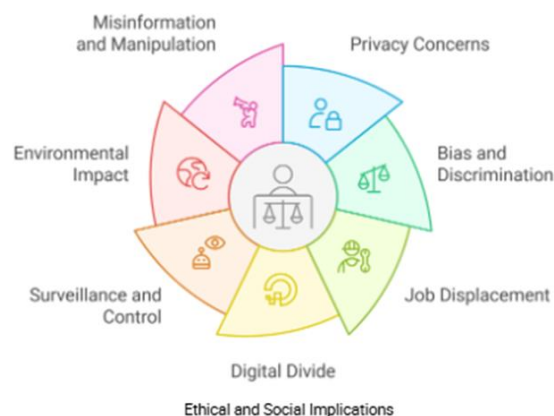 Misinformation
and Manipulation
Privacy Concerns
Environmental
Impact
Bias and
Discrimination
Surveillance and
Control
Job Displacement
Digital Divide
Ethical and Social Implications